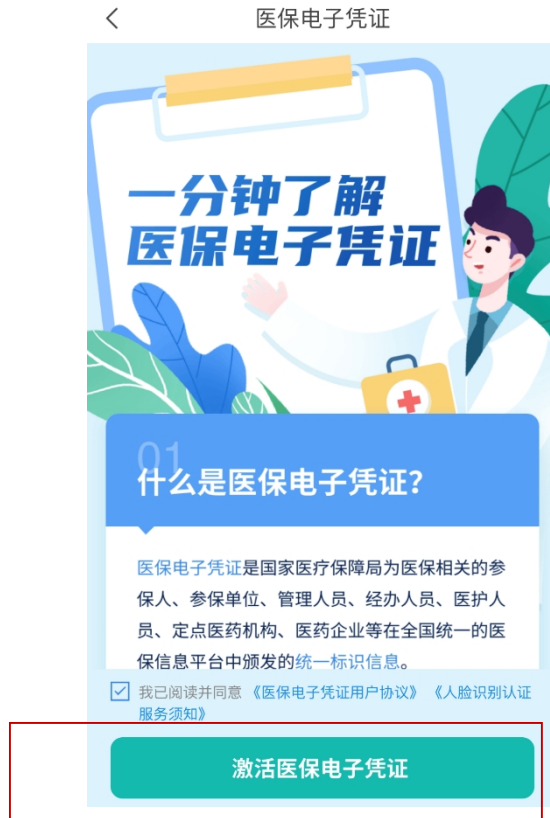 医保电子凭证
一分钟了解
医保电子凭证
01
什么是医保电子凭证?
医保电子凭证是国家医疗保障局为医保相关的参
保人、参保单位、管理人员、经办人员、医护人
员、定点医药机构、医药企业等在全国统一的医
保信息平台中颁发的统一标识信息。
我已阅读并同意《医保电子凭证用户协议》《人脸识别认证
服务须知》
激活医保电子凭证